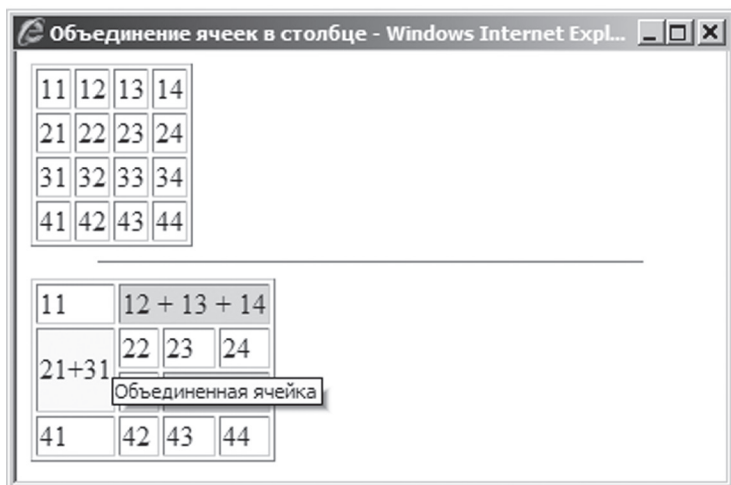 Объединение ячеек в столбце - Windows Internet Expl...
11 12 13 14
21 22 23 24
31 32 33 34
41 42 43 44
11 12 + 13 + 14
21+31 22 23 24
Объединенная ячейка
41 42 43 44